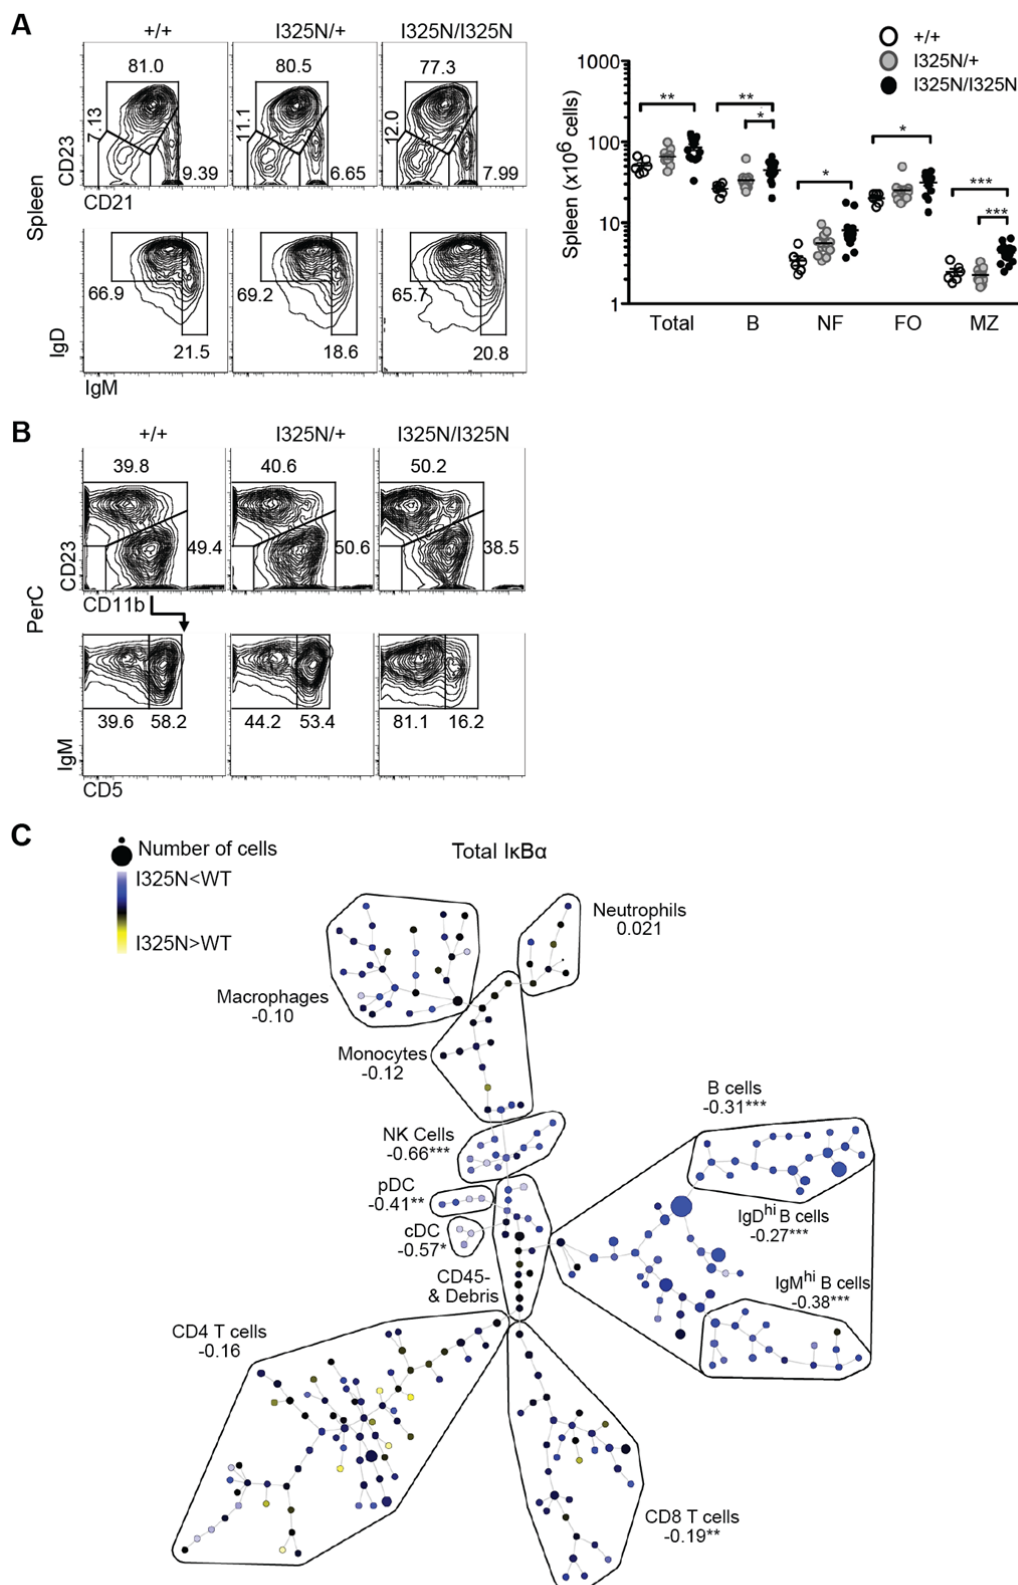 A
+/+
I325N/+
I325N/I325N
81.0
80.5
77.3
7.13
11.1
12.0
9.39
6.65
7.99
CD23
CD21
Spleen
66.9
69.2
65.7
21.5
18.6
20.8
IgD
IgM
+/+
I325N/+
I325N/I325N
Spleen (x10⁶ cells)
1000
100
10
1
** ** * * * *** ***
Total B NF FO MZ
B
+/+
I325N/+
I325N/I325N
39.8
40.6
50.2
49.4
50.6
38.5
CD23
CD11b
PerC
39.6 58.2
44.2 53.4
81.1 16.2
IgM
CD5
C
Number of cells
I325N<WT
I325N>WT
Total IκBα
Neutrophils
0.021
Macrophages
-0.10
Monocytes
-0.12
B cells
-0.31***
NK Cells
-0.66***
pDC
-0.41**
IgDʰⁱ B cells
-0.27***
cDC
-0.57*
CD45-
& Debris
IgMʰⁱ B cells
-0.38***
CD4 T cells
-0.16
CD8 T cells
-0.19**